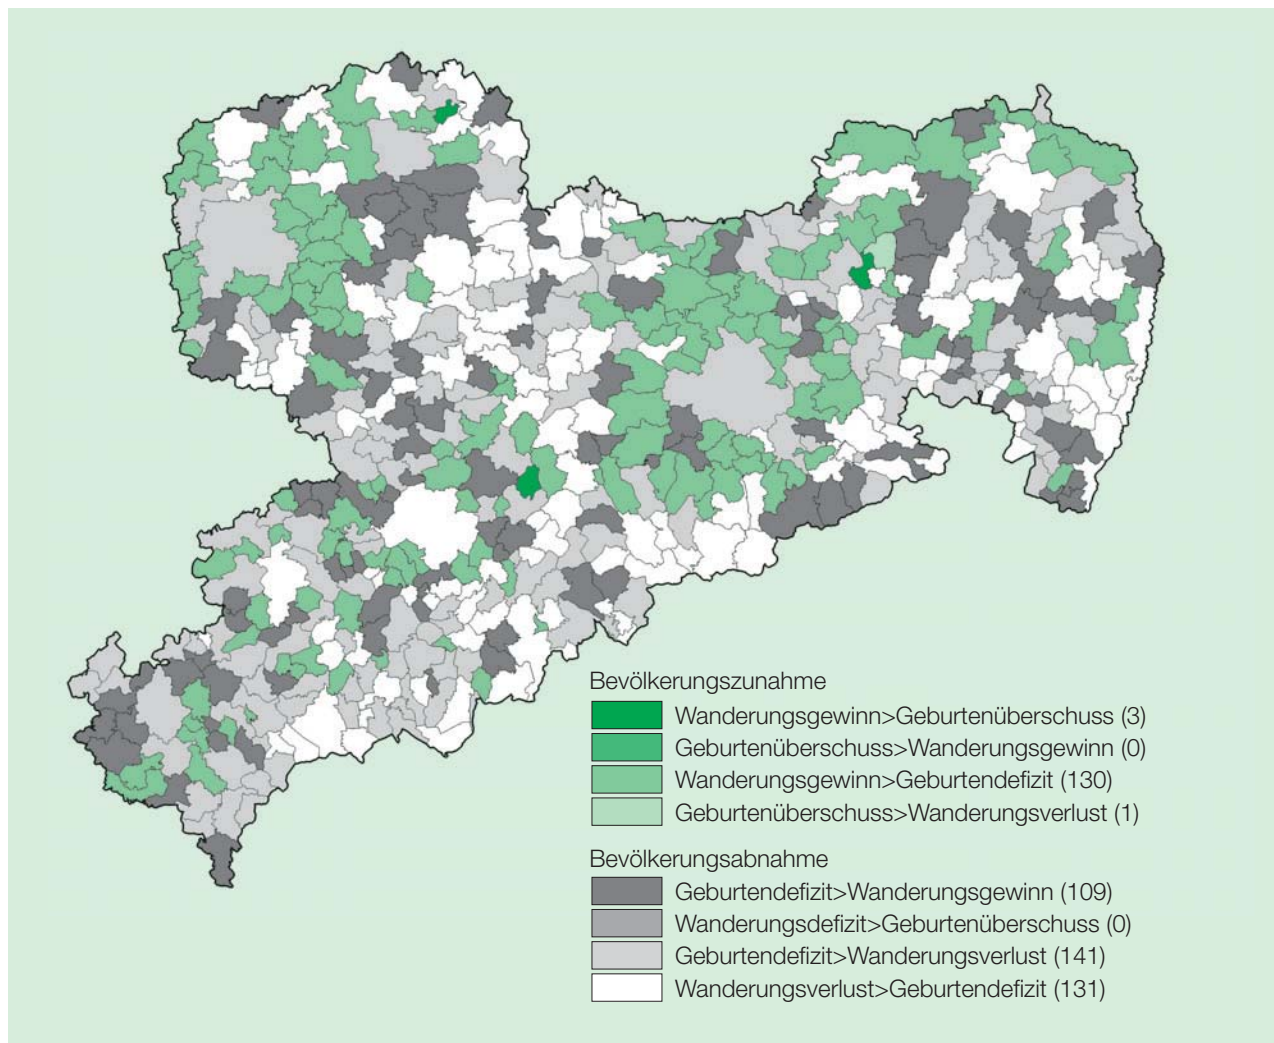 Bevölkerungszunahme
Wanderungsgewinn>Geburtenüberschuss (3)
Geburtenüberschuss>Wanderungsgewinn (0)
Wanderungsgewinn>Geburtendefizit (130)
Geburtenüberschuss>Wanderungsverlust (1)
Bevölkerungsabnahme
Geburtendefizit>Wanderungsgewinn (109)
Wanderungsdefizit>Geburtenüberschuss (0)
Geburtendefizit>Wanderungsverlust (141)
Wanderungsverlust>Geburtendefizit (131)